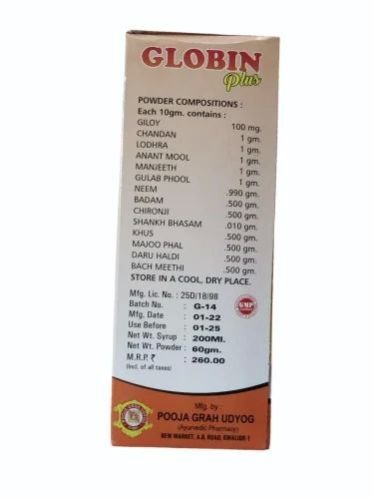 GLOBIN
Plus
POWDER COMPOSITIONS :
Each 10gm. contains :
GILOY 100 mg.
CHANDAN 1 gm.
LODHRA 1 gm.
ANANT MOOL 1 gm.
MANJEETH 1 gm.
GULAB PHOOL 1 gm.
NEEM .990 gm.
BADAM .500 gm.
CHIRONJI .500 gm.
SHANKH BHASAM .010 gm.
KHUS .500 gm.
MAJOO PHAL .500 gm.
DARU HALDI .500 gm.
BACH MEETHI .500 gm.
STORE IN A COOL, DRY PLACE.
Mfg. Lic. No. : 25D/18/98
Batch No. : G-14
Mfg. Date : 01-22
Use Before : 01-25
Net Wt. Syrup : 200Ml.
Net Wt. Powder : 60gm.
M.R.P. ₹ : 260.00
(Incl. of all taxes)
GMP
Mfg. by
POOJA GRAH UDYOG
(Ayurvedic Pharmacy)
NEW MARKET, A.B. ROAD, GWALIOR-1